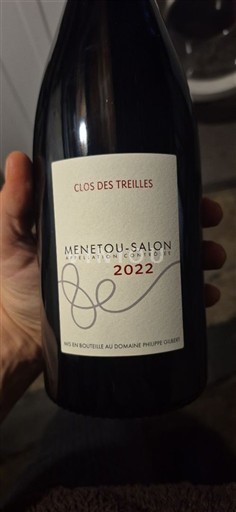 CLOS DES TREILLES
MENETOU-SALON
APPELLATION CONTRÔLÉE
2022
MIS EN BOUTEILLE AU DOMAINE PHILIPPE GILBERT